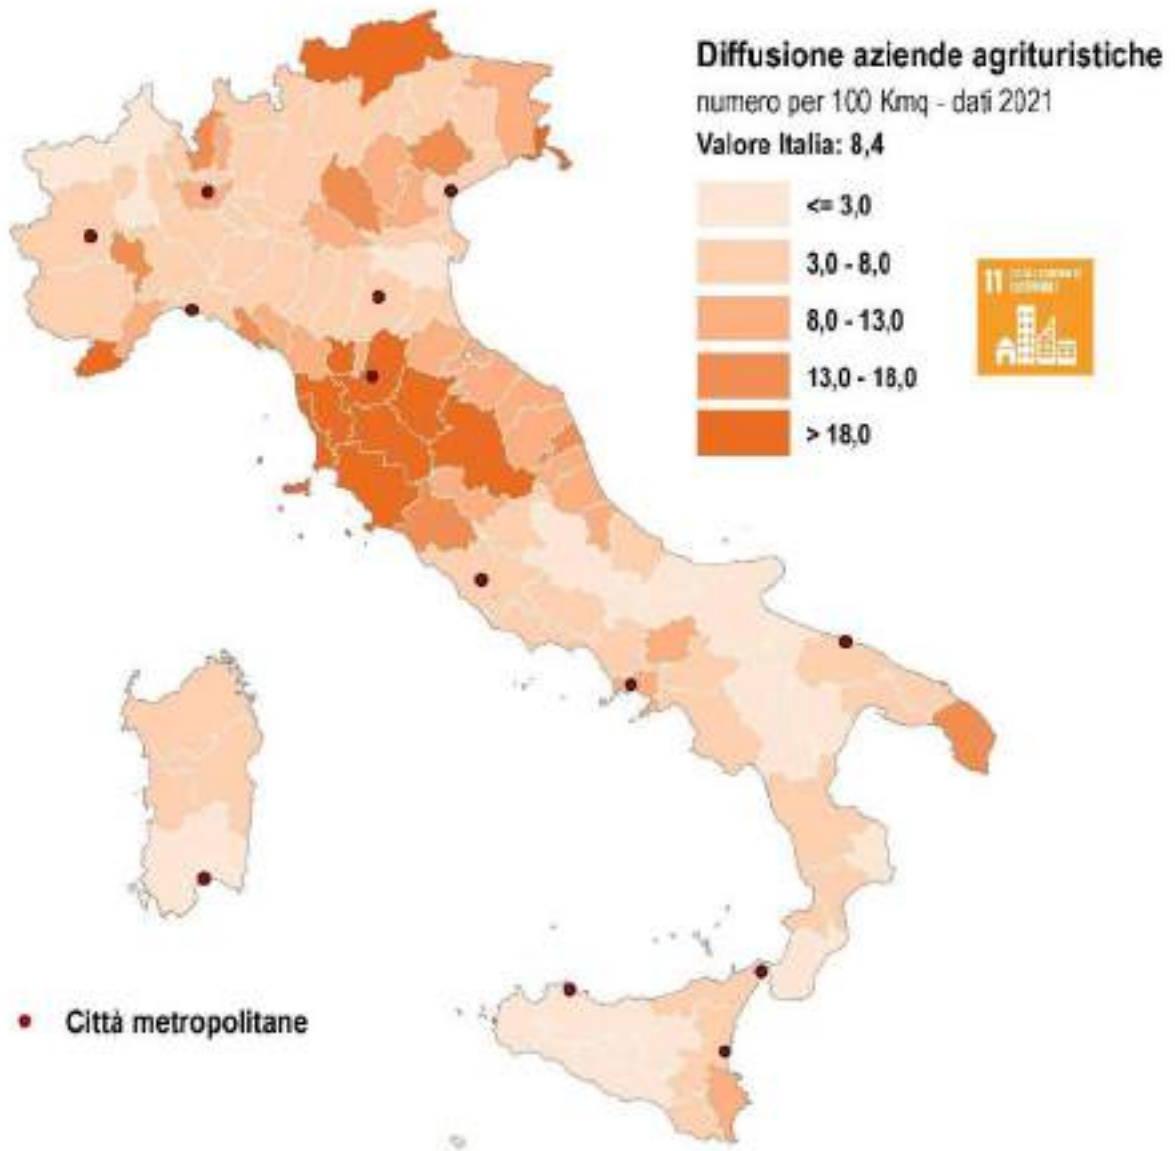 Diffusione aziende agrituristiche
numero per 100 Kmq - dati 2021
Valore Italia: 8,4
<= 3,0
3,0 - 8,0
8,0 - 13,0
13,0 - 18,0
> 18,0
11
Città metropolitane